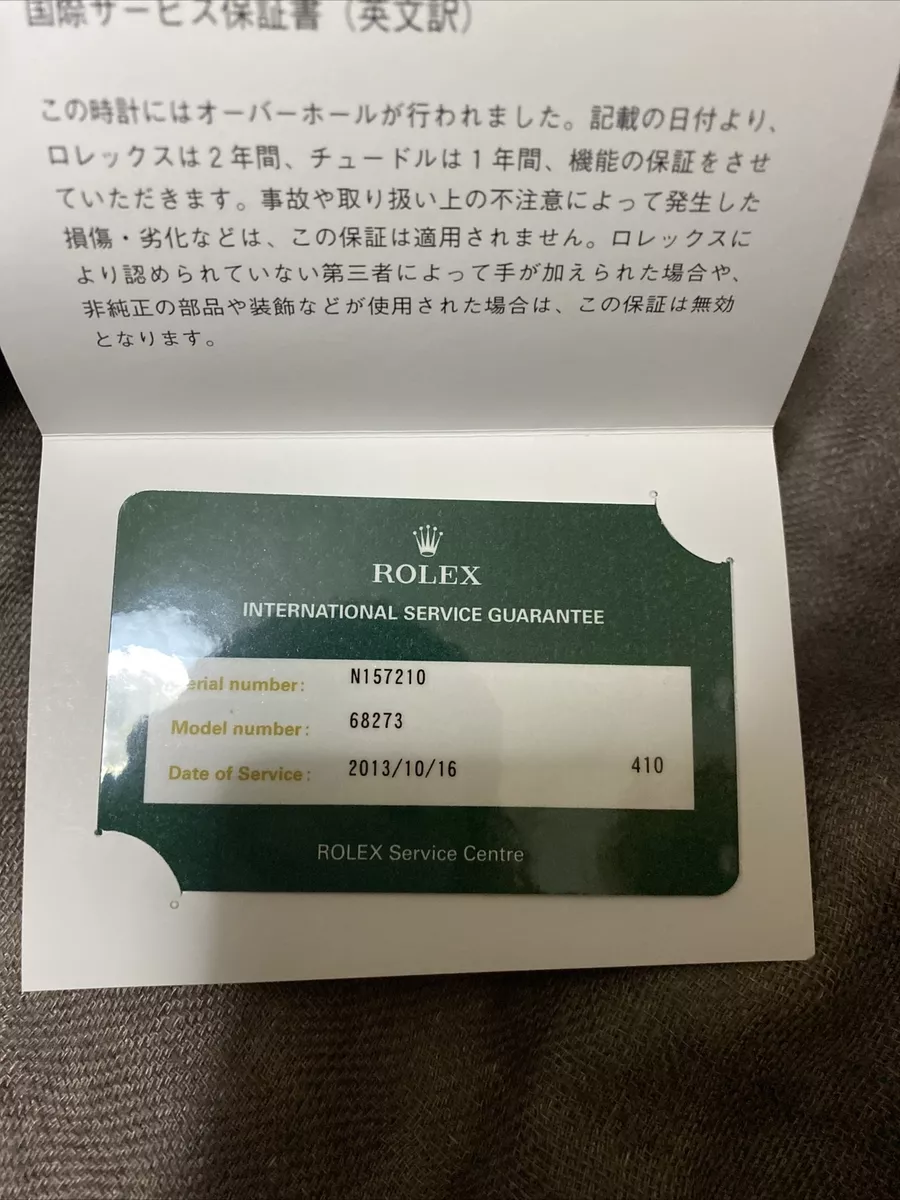 国際サービス保証書（英文訳）
この時計にはオーバーホールが行われました。記載の日付より、
ロレックスは2年間、チュードルは1年間、機能の保証をさせ
ていただきます。事故や取り扱い上の不注意によって発生した
損傷・劣化などは、この保証は適用されません。ロレックスに
より認められていない第三者によって手が加えられた場合や、
非純正の部品や装飾などが使用された場合は、この保証は無効
となります。
ROLEX
INTERNATIONAL SERVICE GUARANTEE
Serial number: N157210
Model number: 68273
Date of Service: 2013/10/16 410
ROLEX Service Centre